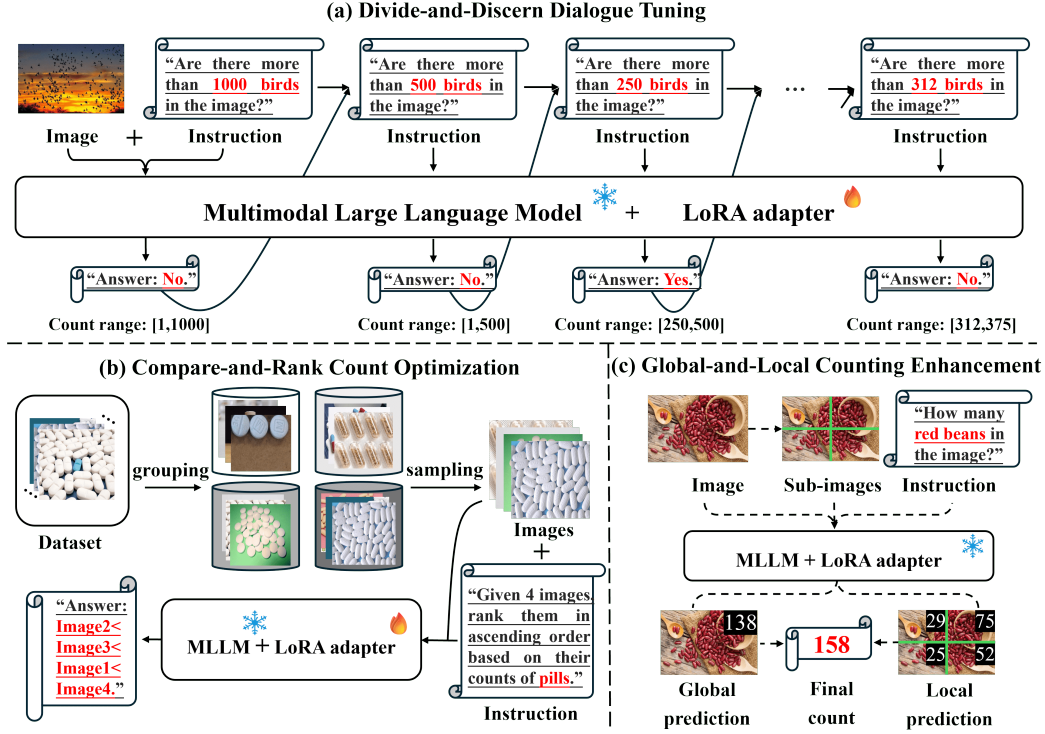 (a) Divide-and-Discern Dialogue Tuning
“Are there more
than 1000 birds
in the image?”
“Are there more
than 500 birds in
the image?”
“Are there more
than 250 birds in
the image?”
...
“Are there more
than 312 birds in
the image?”
Image
+
Instruction
Instruction
Instruction
Instruction
Multimodal Large Language Model + LoRA adapter
“Answer: No.”
“Answer: No.”
“Answer: Yes.”
“Answer: No.”
Count range: [1,1000]
Count range: [1,500]
Count range: [250,500]
Count range: [312,375]
(b) Compare-and-Rank Count Optimization
Dataset
grouping
sampling
Images
+
“Given 4 images,
rank them in
ascending order
based on their
counts of pills.”
Instruction
MLLM + LoRA adapter
“Answer:
Image2<
Image3<
Image1<
Image4.”
(c) Global-and-Local Counting Enhancement
“How many
red beans in
the image?”
Image
Sub-images
Instruction
MLLM + LoRA adapter
138
158
29
75
25
52
Global
prediction
Final
count
Local
prediction